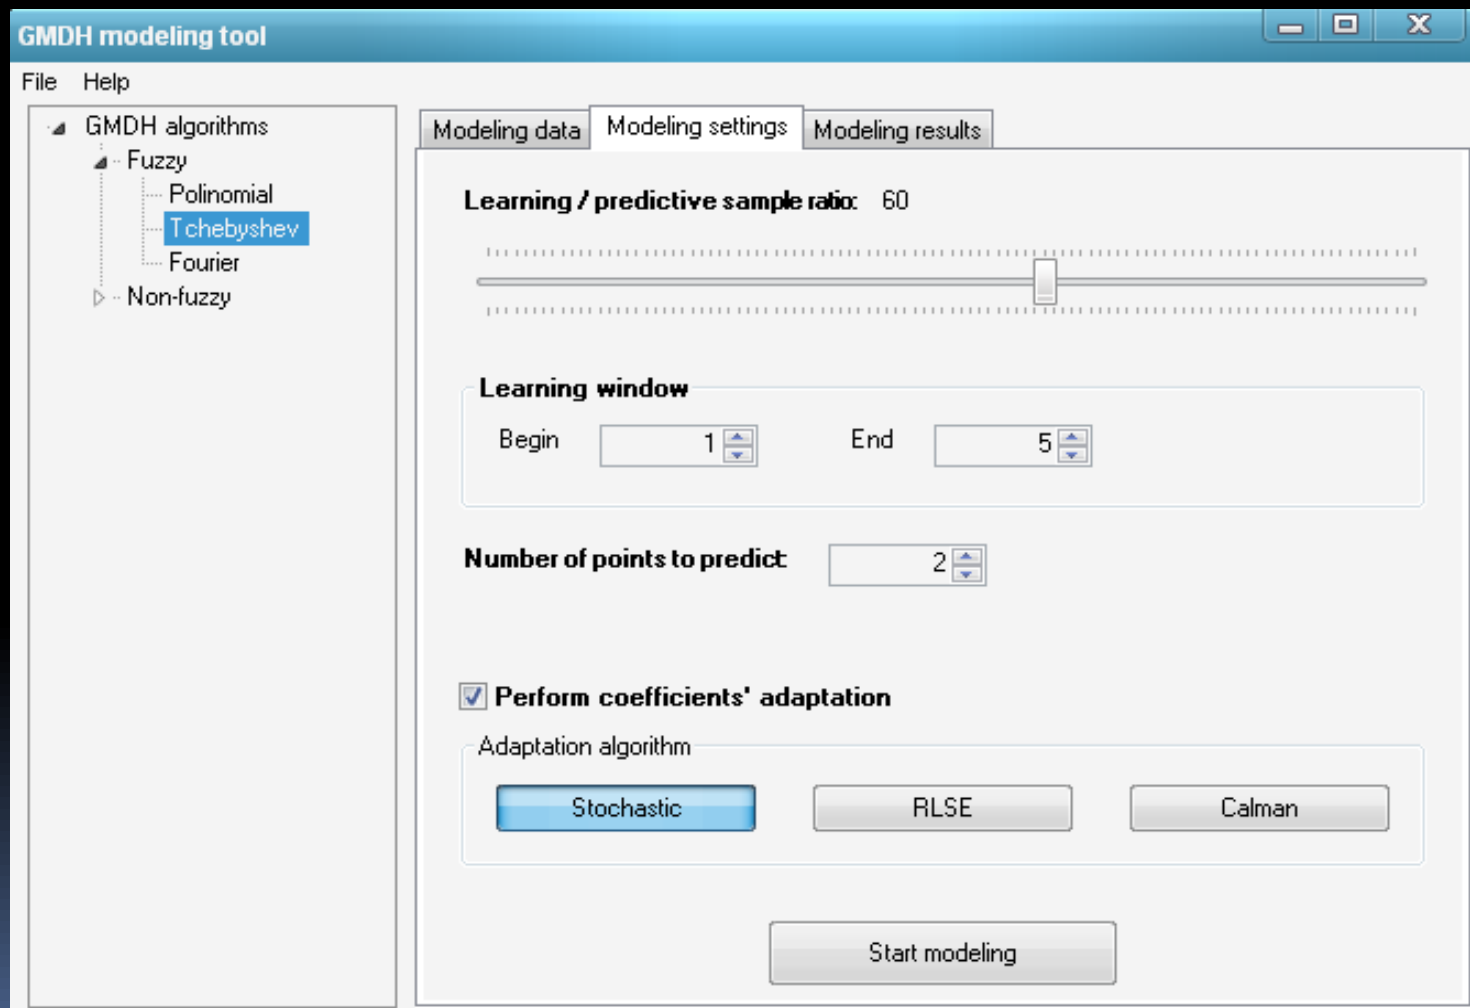 GMDH modeling tool
File Help
GMDH algorithms
Fuzzy
Polinomial
Tchebyshev
Fourier
Non-fuzzy
Modeling data Modeling settings Modeling results
Learning / predictive sample ratio: 60
Learning window
Begin 1 End 5
Number of points to predict: 2
Perform coefficients' adaptation
Adaptation algorithm
Stochastic RLSE Calman
Start modeling